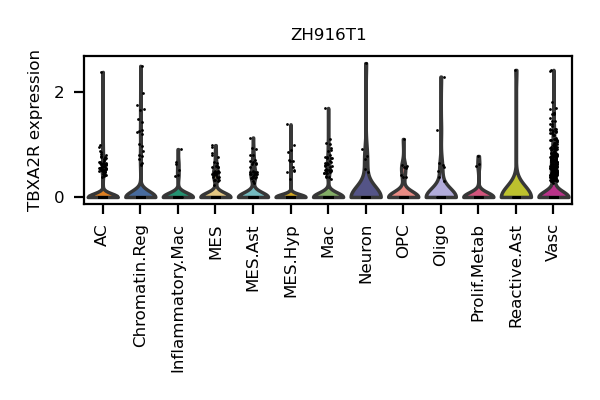 ZH916T1
TBXA2R expression
2
0
AC
Chromatin.Reg
Inflammatory.Mac
MES
MES.Ast
MES.Hyp
Mac
Neuron
OPC
Oligo
Prolif.Metab
Reactive.Ast
Vasc